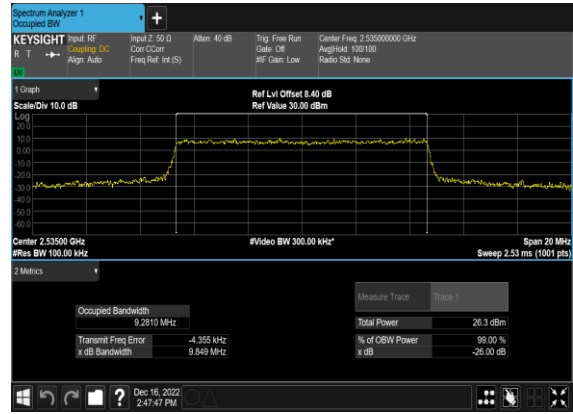 Spectrum Analyzer 1
Occupied BW
+
KEYSIGHT Input: RF Input Z: 50 Ω Atten: 40 dB Trig: Free Run Center Freq: 2.535000000 GHz
R T Coupling: DC Corr CCorr Gate: Off Avg|Hold: 100/100
Align: Auto Freq Ref: Int (S) #IF Gain: Low Radio Std: None
1 Graph
Ref Lvl Offset 8.40 dB
Scale/Div 10.0 dB Ref Value 30.00 dBm
Log
20.0
10.0
0.00
-10.0
-20.0
-30.0
-40.0
-50.0
-60.0
Center 2.53500 GHz #Video BW 300.00 kHz* Span 20 MHz
#Res BW 100.00 kHz Sweep 2.53 ms (1001 pts)
2 Metrics
Measure Trace Trace 1
Occupied Bandwidth
9.2810 MHz Total Power 26.3 dBm
Transmit Freq Error -4.355 kHz % of OBW Power 99.00 %
x dB Bandwidth 9.849 MHz x dB -26.00 dB
? Dec 16, 2022
2:47:47 PM